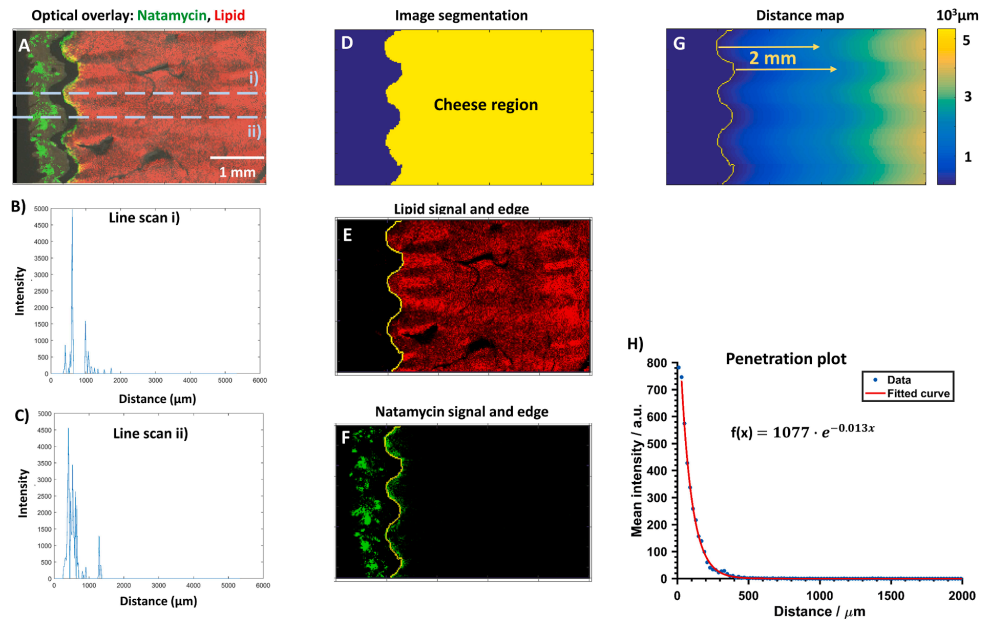 Optical overlay: Natamycin, Lipid
A
i)
ii)
1 mm
B)
Line scan i)
Intensity
5000
4500
4000
3500
3000
2500
2000
1500
1000
500
0
0 1000 2000 3000 4000 5000 6000
Distance (µm)
C)
Line scan ii)
Intensity
5000
4500
4000
3500
3000
2500
2000
1500
1000
500
0
0 1000 2000 3000 4000 5000 6000
Distance (µm)
Image segmentation
D
Cheese region
Lipid signal and edge
E
Natamycin signal and edge
F
Distance map
G
2 mm
10³µm
5
3
1
H)
Penetration plot
Data
Fitted curve
f(x) = 1077 · e^{−0.013x}
Mean intensity / a.u.
800
700
600
500
400
300
200
100
0
0 500 1000 1500 2000
Distance / µm